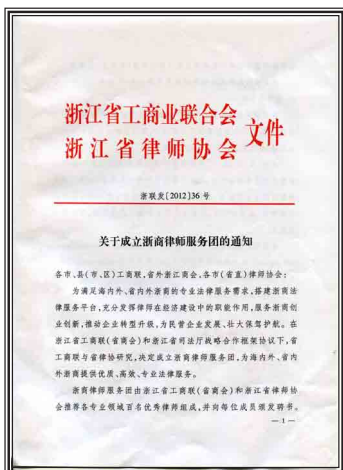 浙江省工商业联合会
浙江省律师协会
文件
浙联发[2012]36 号
关于成立浙商律师服务团的通知
各市、县(市、区)工商联,省外浙江商会,各市(省直)律师协会:
为满足海内外、省内外浙商的专业法律服务需求,搭建浙商法
律服务平台,充分发挥律师在经济建设中的职能作用,服务浙商创
业创新,推动企业转型升级,为民营企业发展、壮大保驾护航。在
浙江省工商联(省商会)和浙江省司法厅战略合作框架协议下,省
工商联与省律协研究,决定成立浙商律师服务团,为海内外、省内
外浙商提供优质、高效、专业法律服务。
浙商律师服务团由浙江省工商联(省商会)和浙江省律师协
会推荐各专业领域百名优秀律师组成,并向每位成员颁发聘书。
— 1 —